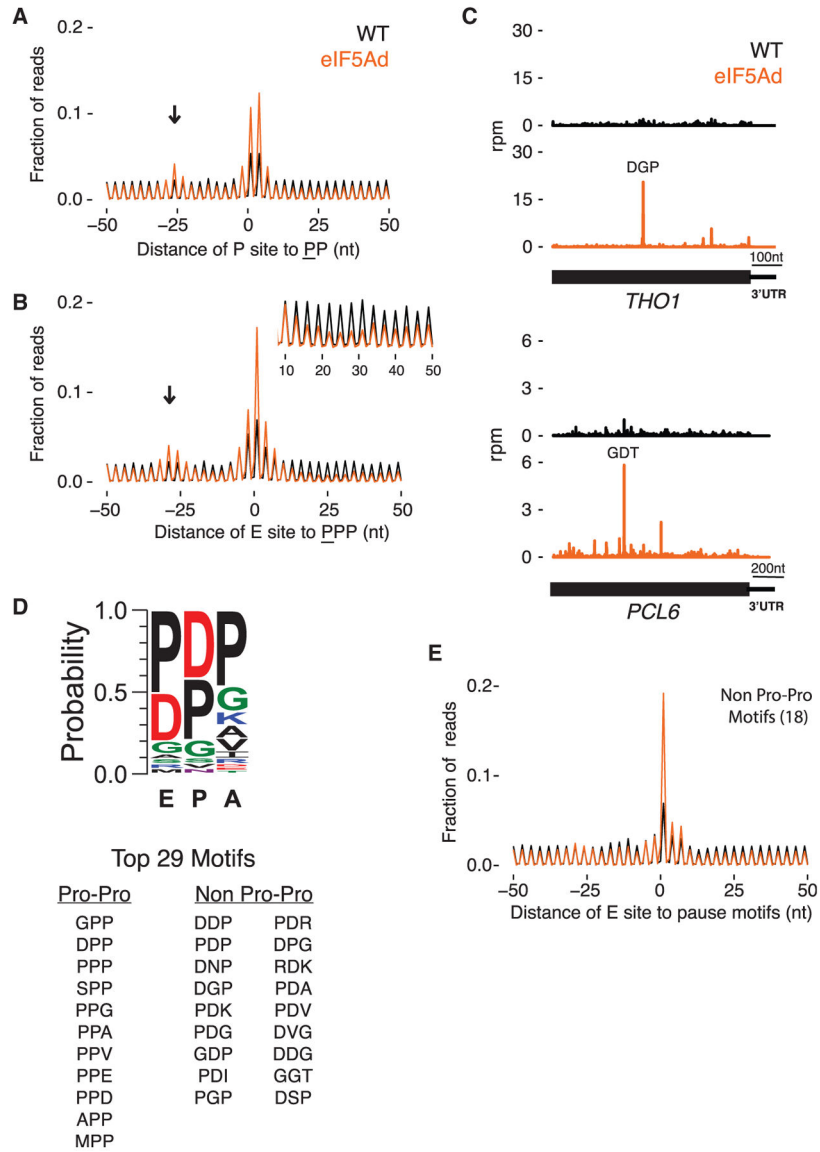 A
0.2 -
0.1 -
0.0 -
Fraction of reads
WT
eIF5Ad
−50
−25
0
25
50
Distance of P site to PP (nt)
B
0.2 -
0.1 -
0.0 -
Fraction of reads
10
20
30
40
50
−50
−25
0
25
50
Distance of E site to PPP (nt)
C
30 -
15 -
0 -
WT
eIF5Ad
rpm
30 -
15 -
0 -
DGP
100nt
THO1
3'UTR
6 -
3 -
0 -
rpm
6 -
3 -
0 -
GDT
200nt
PCL6
3'UTR
D
1.0
0.5
0.0
Probability
PDP
DPG
K
GGA
V
E P A
Top 29 Motifs
Pro-Pro Non Pro-Pro
GPP DDP PDR
DPP PDP DPG
PPP DNP RDK
SPP DGP PDA
PPG PDK PDV
PPA PDG DVG
PPV GDP DDG
PPE PDI GGT
PPD PGP DSP
APP
MPP
E
0.2-
0.1-
0.0-
Fraction of reads
Non Pro-Pro
Motifs (18)
−50
−25
0
25
50
Distance of E site to pause motifs (nt)